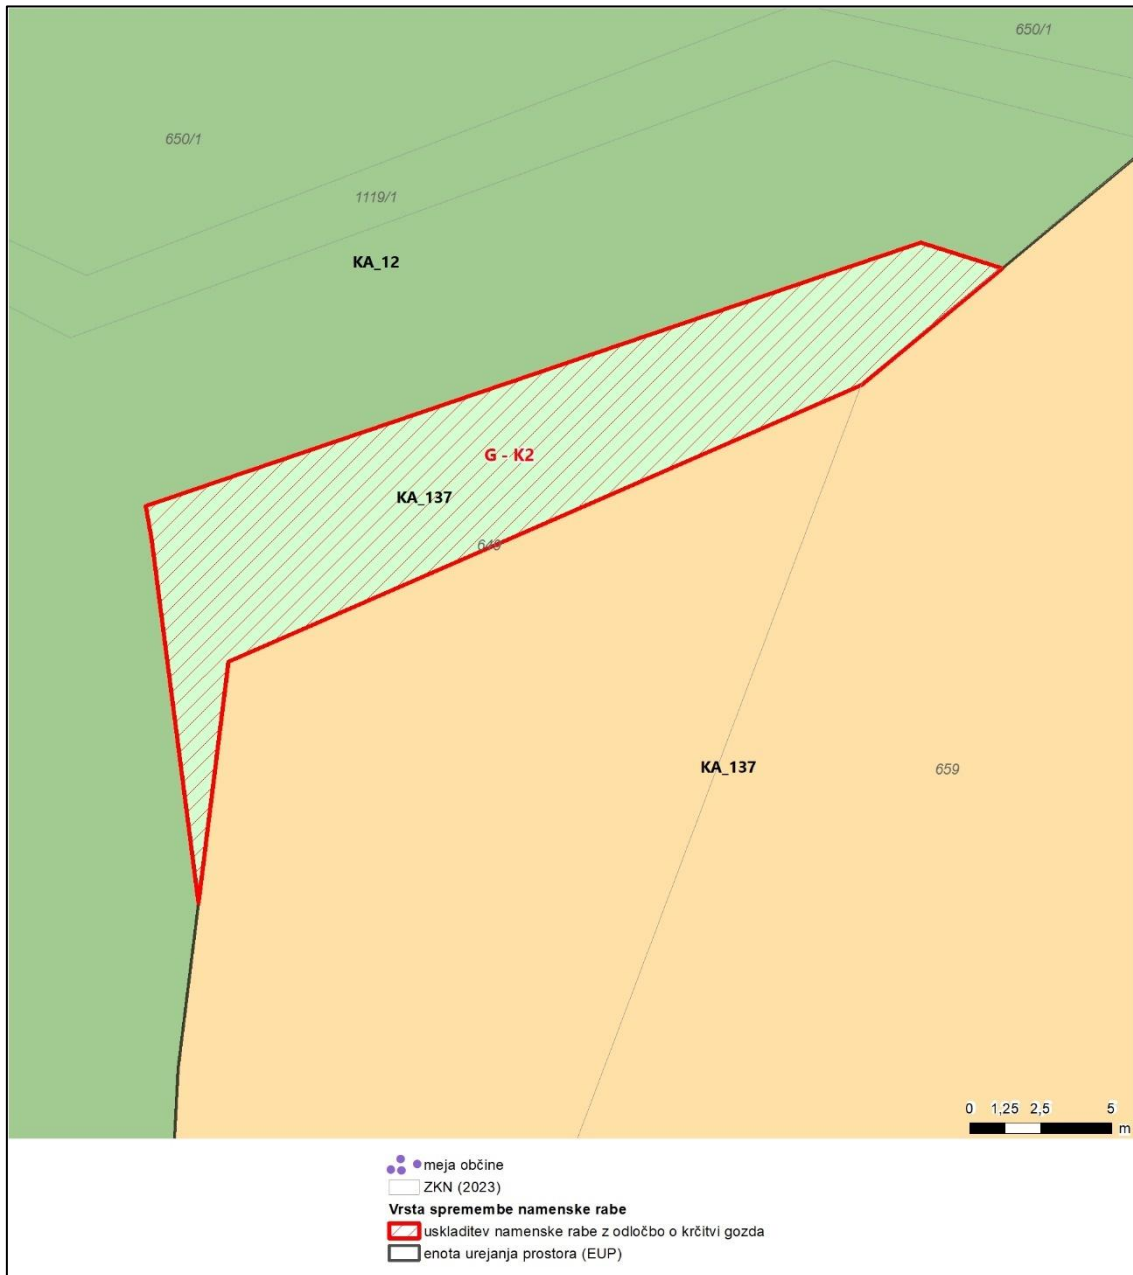 650/1
650/1
1119/1
KA_12
G - K2
KA_137
649
KA_137
659
0 1,25 2,5 5
m
meja občine
ZKN (2023)
Vrsta spremembe namenske rabe
uskladitev namenske rabe z odločbo o krčitvi gozda
enota urejanja prostora (EUP)